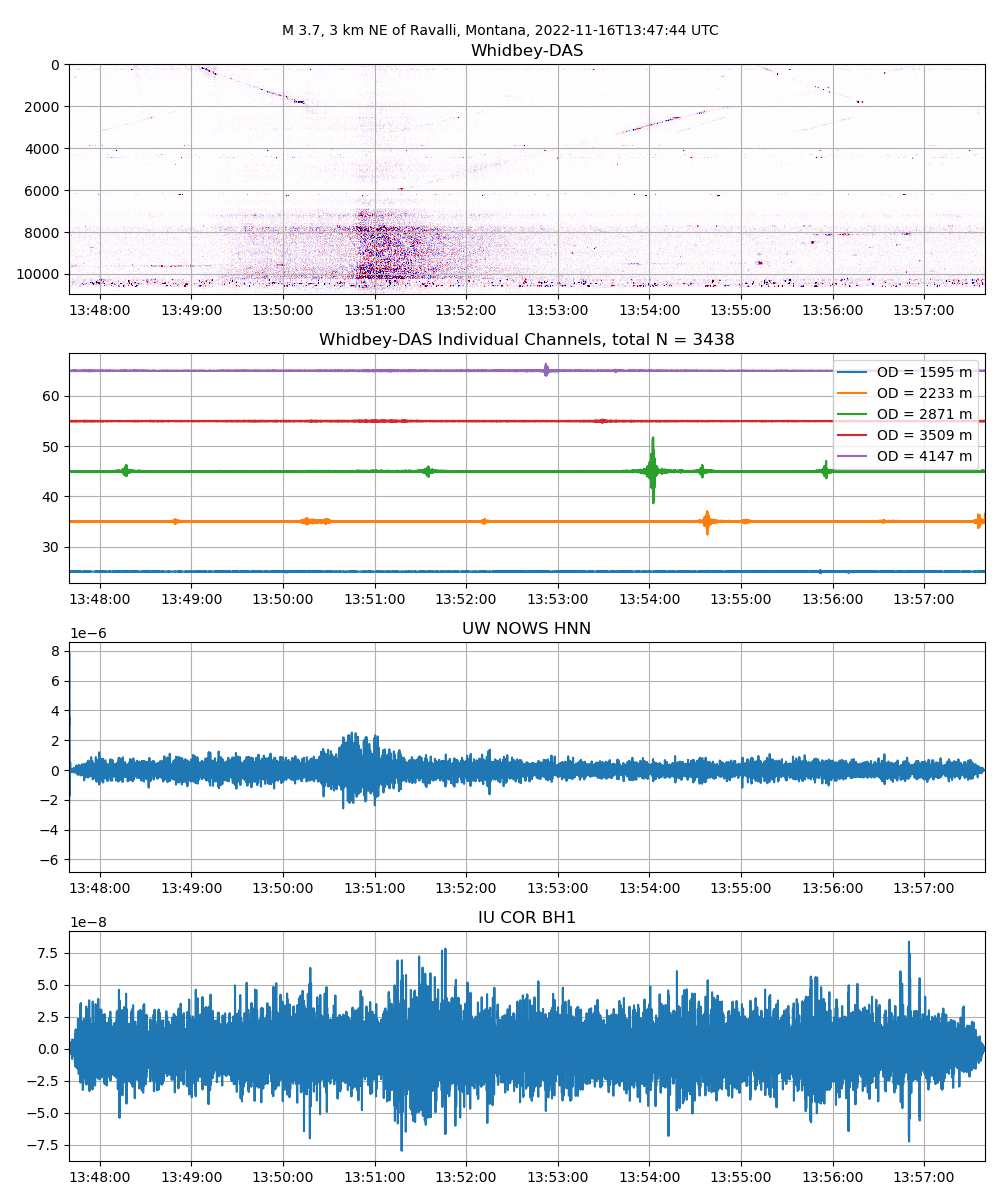 M 3.7, 3 km NE of Ravalli, Montana, 2022-11-16T13:47:44 UTC
Whidbey-DAS
0
2000
4000
6000
8000
10000
13:48:00 13:49:00 13:50:00 13:51:00 13:52:00 13:53:00 13:54:00 13:55:00 13:56:00 13:57:00
Whidbey-DAS Individual Channels, total N = 3438
60
50
40
30
OD = 1595 m
OD = 2233 m
OD = 2871 m
OD = 3509 m
OD = 4147 m
13:48:00 13:49:00 13:50:00 13:51:00 13:52:00 13:53:00 13:54:00 13:55:00 13:56:00 13:57:00
UW NOWS HNN
1e−6
8
6
4
2
0
−2
−4
−6
13:48:00 13:49:00 13:50:00 13:51:00 13:52:00 13:53:00 13:54:00 13:55:00 13:56:00 13:57:00
IU COR BH1
1e−8
7.5
5.0
2.5
0.0
−2.5
−5.0
−7.5
13:48:00 13:49:00 13:50:00 13:51:00 13:52:00 13:53:00 13:54:00 13:55:00 13:56:00 13:57:00